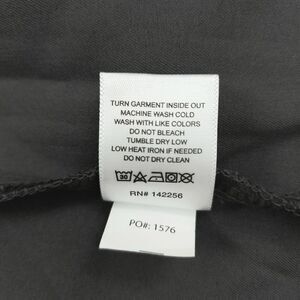 TURN GARMENT INSIDE OUT
MACHINE WASH COLD
WASH WITH LIKE COLORS
DO NOT BLEACH
TUMBLE DRY LOW
LOW HEAT IRON IF NEEDED
DO NOT DRY CLEAN
30
RN# 142256
PO#: 1576